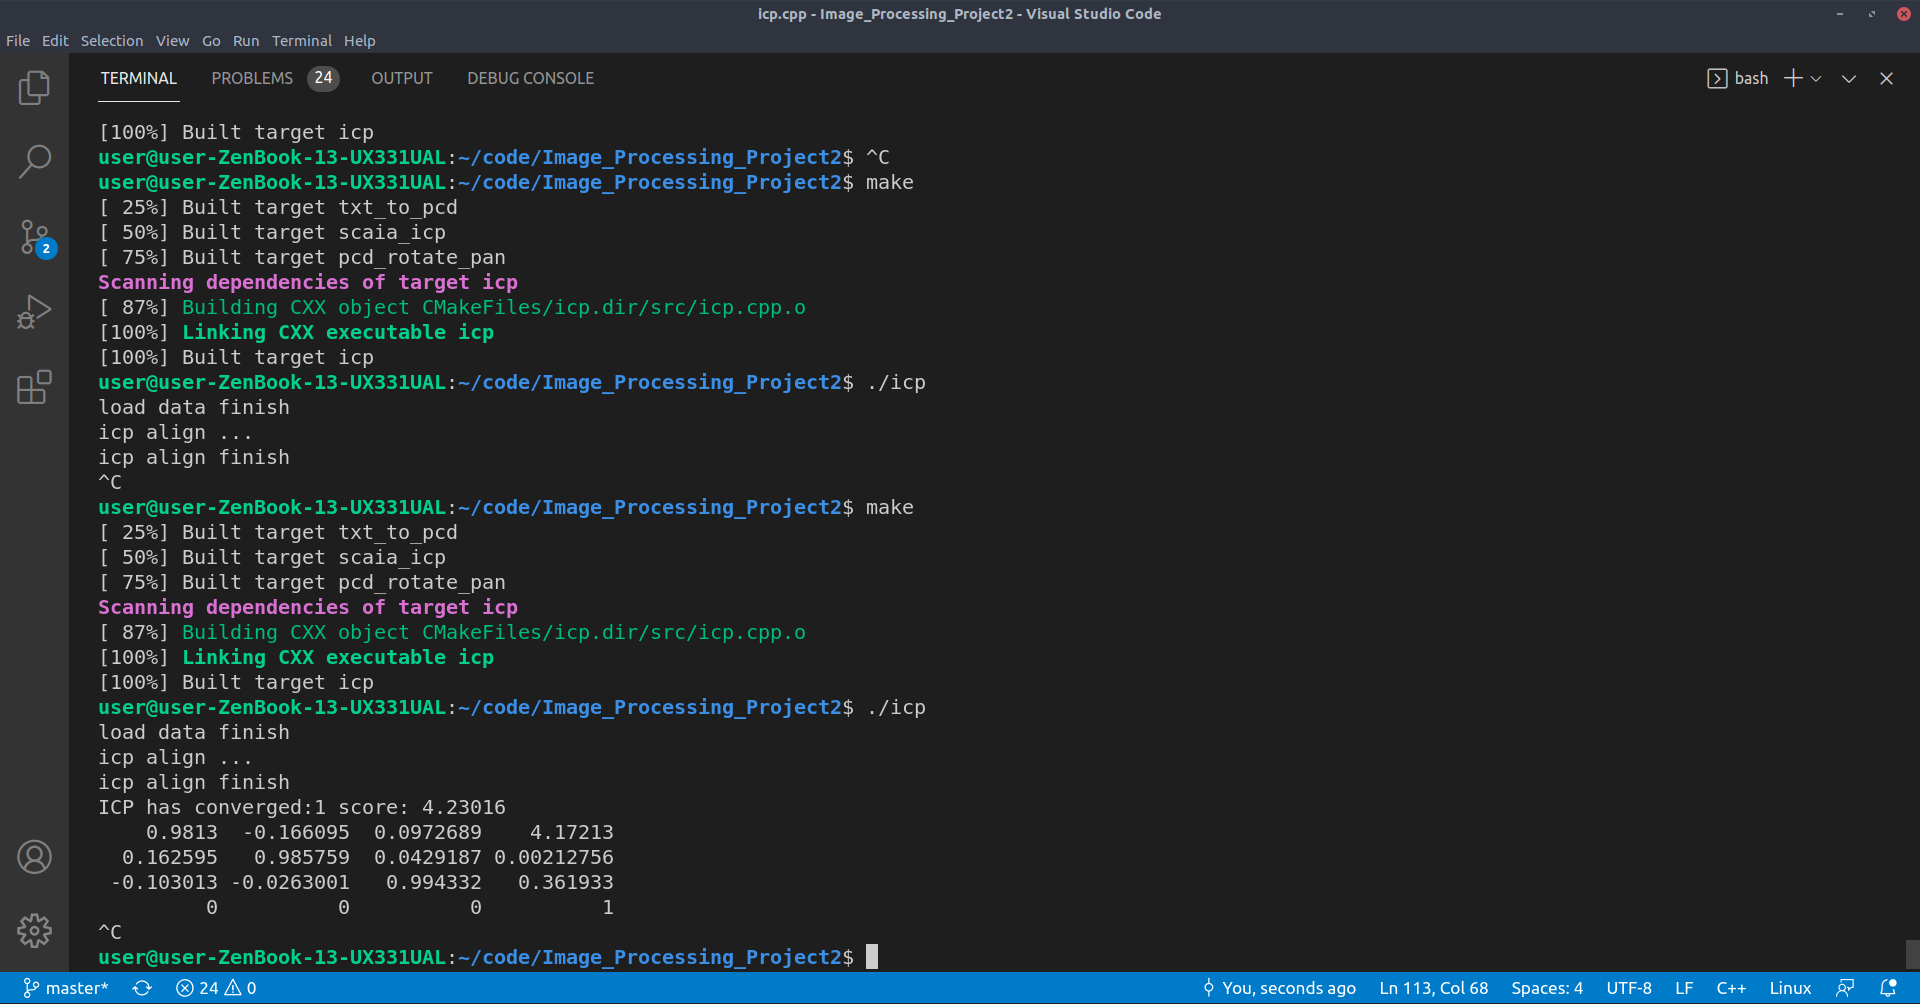 icp.cpp - Image_Processing_Project2 - Visual Studio Code
File Edit Selection View Go Run Terminal Help
TERMINAL PROBLEMS 24 OUTPUT DEBUG CONSOLE bash
[100%] Built target icp
user@user-ZenBook-13-UX331UAL:~/code/Image_Processing_Project2$ ^C
user@user-ZenBook-13-UX331UAL:~/code/Image_Processing_Project2$ make
[ 25%] Built target txt_to_pcd
[ 50%] Built target scaia_icp
[ 75%] Built target pcd_rotate_pan
Scanning dependencies of target icp
[ 87%] Building CXX object CMakeFiles/icp.dir/src/icp.cpp.o
[100%] Linking CXX executable icp
[100%] Built target icp
user@user-ZenBook-13-UX331UAL:~/code/Image_Processing_Project2$ ./icp
load data finish
icp align ...
icp align finish
^C
user@user-ZenBook-13-UX331UAL:~/code/Image_Processing_Project2$ make
[ 25%] Built target txt_to_pcd
[ 50%] Built target scaia_icp
[ 75%] Built target pcd_rotate_pan
Scanning dependencies of target icp
[ 87%] Building CXX object CMakeFiles/icp.dir/src/icp.cpp.o
[100%] Linking CXX executable icp
[100%] Built target icp
user@user-ZenBook-13-UX331UAL:~/code/Image_Processing_Project2$ ./icp
load data finish
icp align ...
icp align finish
ICP has converged:1 score: 4.23016
0.9813 -0.166095 0.0972689 4.17213
0.162595 0.985759 0.0429187 0.00212756
-0.103013 -0.0263001 0.994332 0.361933
0 0 0 1
^C
user@user-ZenBook-13-UX331UAL:~/code/Image_Processing_Project2$
2
master* 24 0 You, seconds ago Ln 113, Col 68 Spaces: 4 UTF-8 LF C++ Linux